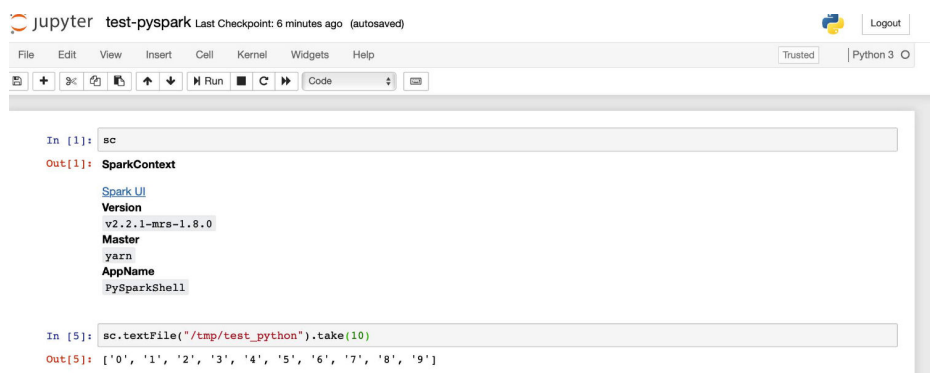 jupyter test-pyspark Last Checkpoint: 6 minutes ago (autosaved)
Logout
File Edit View Insert Cell Kernel Widgets Help
Trusted
Python 3
Run
Code
In [1]: sc
Out[1]: SparkContext
Spark UI
Version
v2.2.1-mrs-1.8.0
Master
yarn
AppName
PySparkShell
In [5]: sc.textFile("/tmp/test_python").take(10)
Out[5]: ['0', '1', '2', '3', '4', '5', '6', '7', '8', '9']